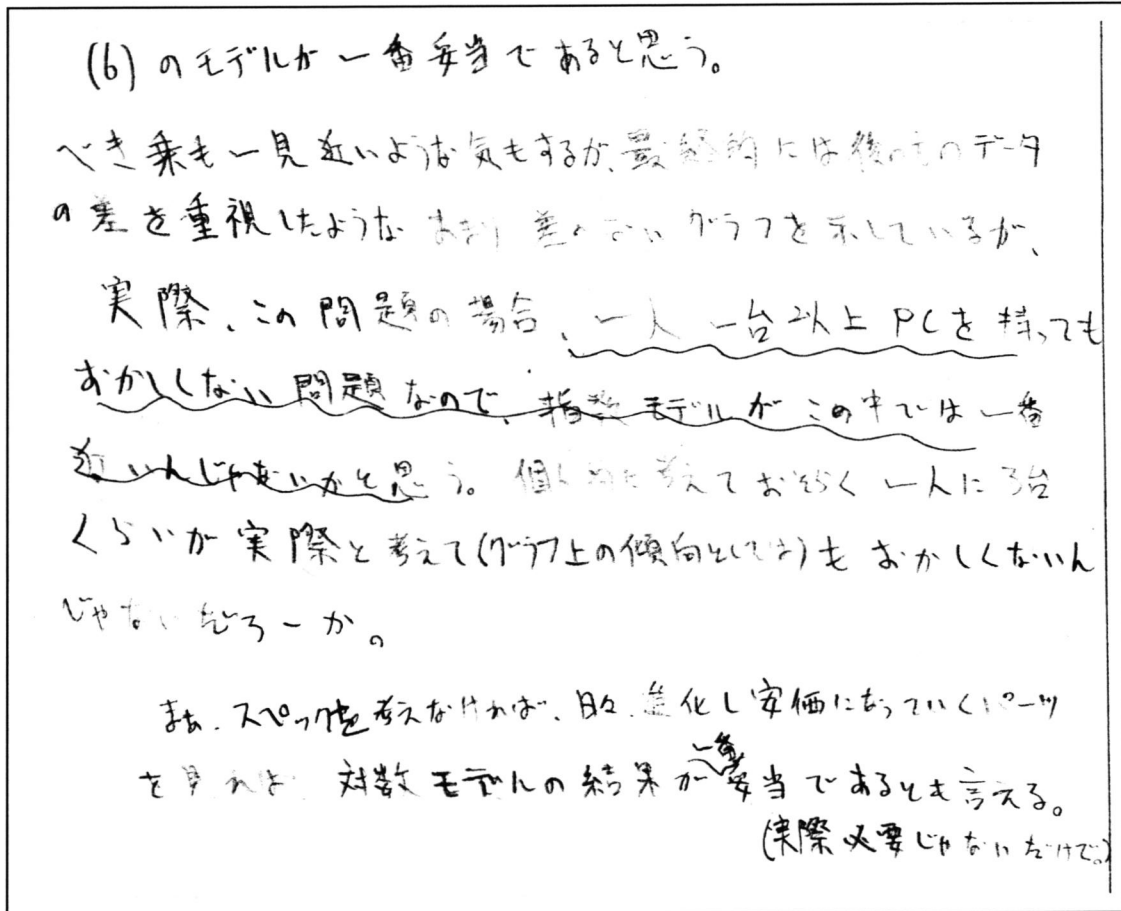 (6)のモデルが一番妥当であると思う。
べき乗も一見近いような気もするが、最終的には後のデータ
の差を重視したような あまり差のないグラフを示しているが、
実際、この問題の場合、一人一台以上PCを持っても
おかしくない問題なので、指数モデルがこの中では一番
近いんじゃないかと思う。個人的に考えておそらく一人に3台
くらいが実際と考えて(グラフ上の傾向としては)もおかしくないん
じゃないだろーか。
まあ、スペックを考えなければ、日々、進化し安価になっていくパーツ
を見れば 対数モデルの結果が一番妥当であるとも言える。
(実際必要じゃないだけで。)